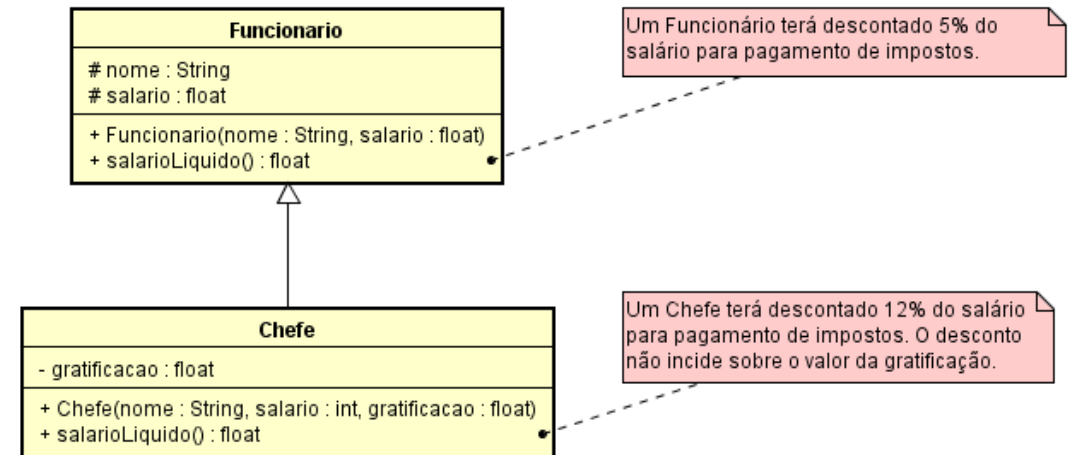 Funcionario
# nome : String
# salario : float
+ Funcionario(nome : String, salario : float)
+ salarioLiquido() : float
Um Funcionário terá descontado 5% do
salário para pagamento de impostos.
Chefe
- gratificacao : float
+ Chefe(nome : String, salario : int, gratificacao : float)
+ salarioLiquido() : float
Um Chefe terá descontado 12% do salário
para pagamento de impostos. O desconto
não incide sobre o valor da gratificação.